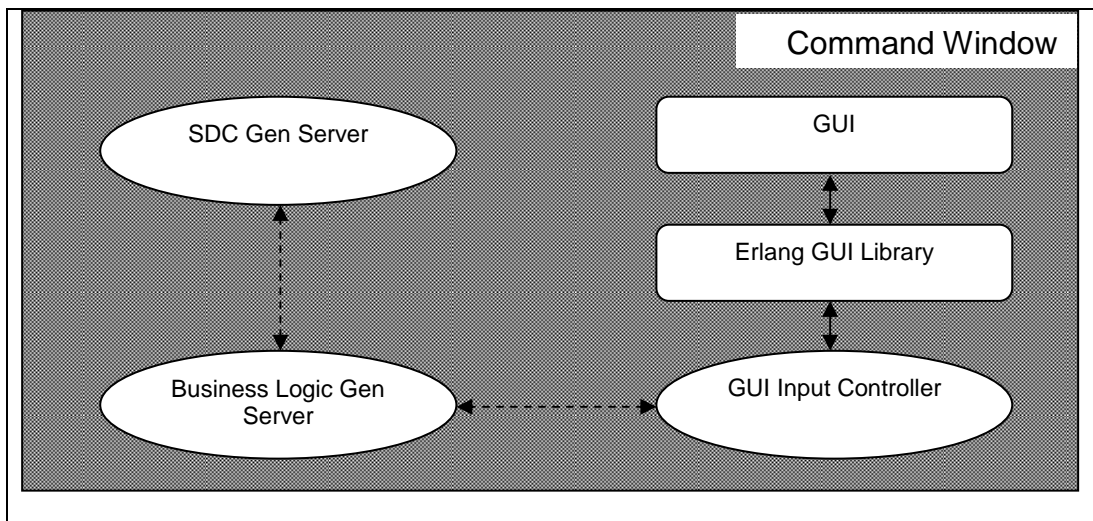 Command Window
SDC Gen Server
GUI
Erlang GUI Library
Business Logic Gen
Server
GUI Input Controller